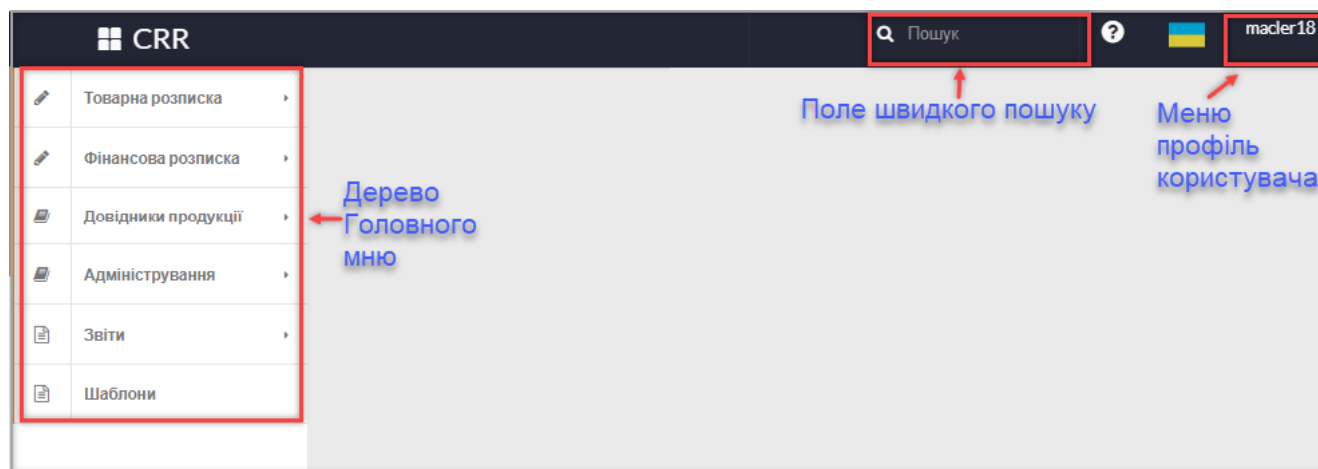 CRR
Пошук
macler18
Товарна розписка
Фінансова розписка
Довідники продукції
Адміністрування
Звіти
Шаблони
Поле швидкого пошуку
Меню
профіль
користувача
Дерево
Головного
мню